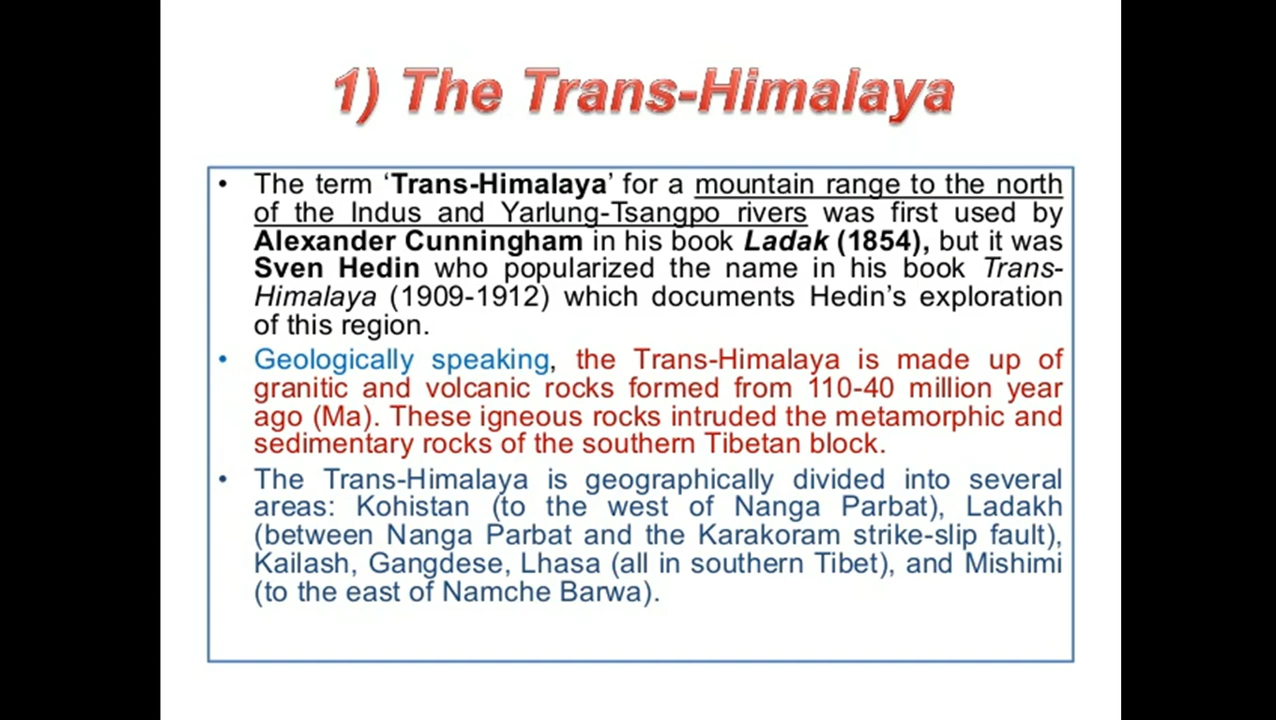 1) The Trans-Himalaya
• The term ‘Trans-Himalaya’ for a mountain range to the north
of the Indus and Yarlung-Tsangpo rivers was first used by
Alexander Cunningham in his book Ladak (1854), but it was
Sven Hedin who popularized the name in his book Trans-
Himalaya (1909-1912) which documents Hedin’s exploration
of this region.
• Geologically speaking, the Trans-Himalaya is made up of
granitic and volcanic rocks formed from 110-40 million year
ago (Ma). These igneous rocks intruded the metamorphic and
sedimentary rocks of the southern Tibetan block.
• The Trans-Himalaya is geographically divided into several
areas: Kohistan (to the west of Nanga Parbat), Ladakh
(between Nanga Parbat and the Karakoram strike-slip fault),
Kailash, Gangdese, Lhasa (all in southern Tibet), and Mishimi
(to the east of Namche Barwa).